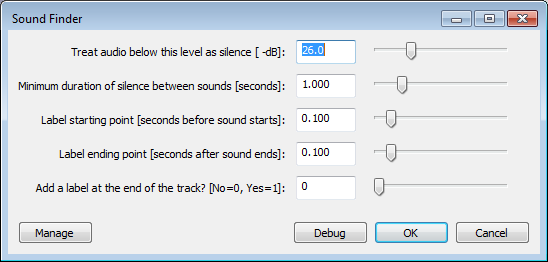 Sound Finder
Treat audio below this level as silence [ -dB]: 26.0
Minimum duration of silence between sounds [seconds]: 1.000
Label starting point [seconds before sound starts]: 0.100
Label ending point [seconds after sound ends]: 0.100
Add a label at the end of the track? [No=0, Yes=1]: 0
Manage Debug OK Cancel